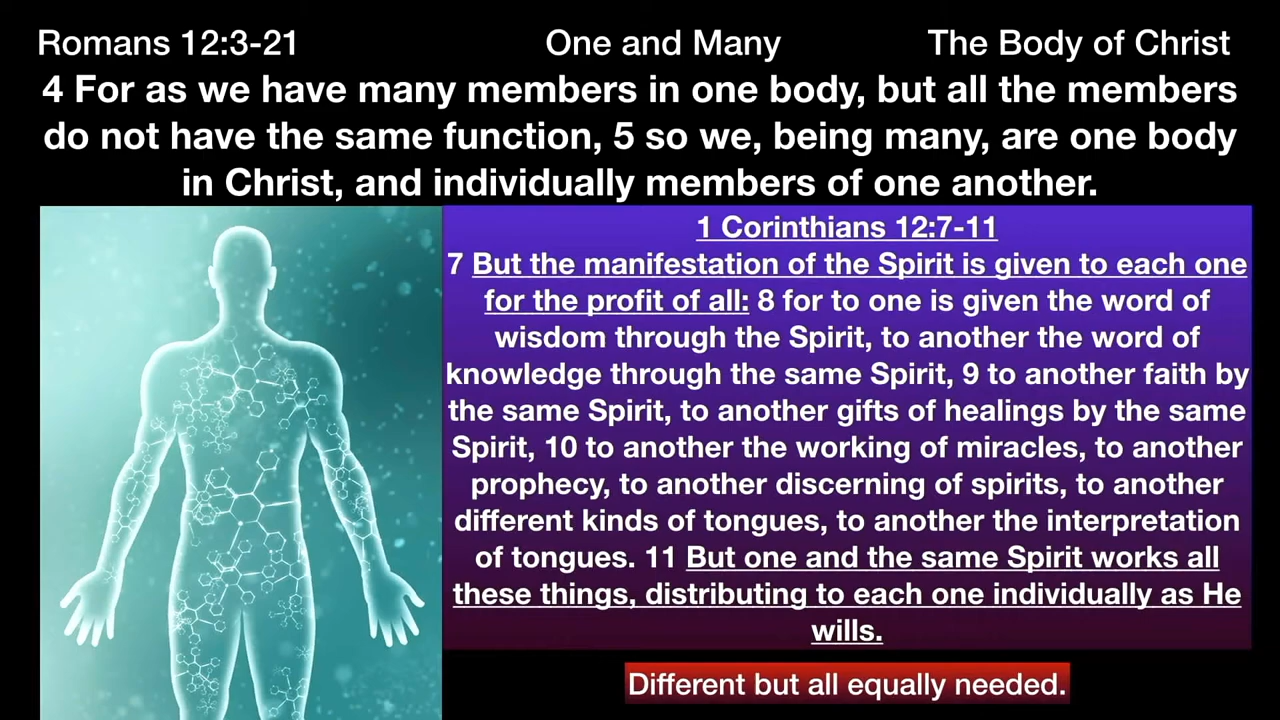 Romans 12:3-21 One and Many The Body of Christ
4 For as we have many members in one body, but all the members
do not have the same function, 5 so we, being many, are one body
in Christ, and individually members of one another.
1 Corinthians 12:7-11
7 But the manifestation of the Spirit is given to each one
for the profit of all: 8 for to one is given the word of
wisdom through the Spirit, to another the word of
knowledge through the same Spirit, 9 to another faith by
the same Spirit, to another gifts of healings by the same
Spirit, 10 to another the working of miracles, to another
prophecy, to another discerning of spirits, to another
different kinds of tongues, to another the interpretation
of tongues. 11 But one and the same Spirit works all
these things, distributing to each one individually as He
wills.
Different but all equally needed.